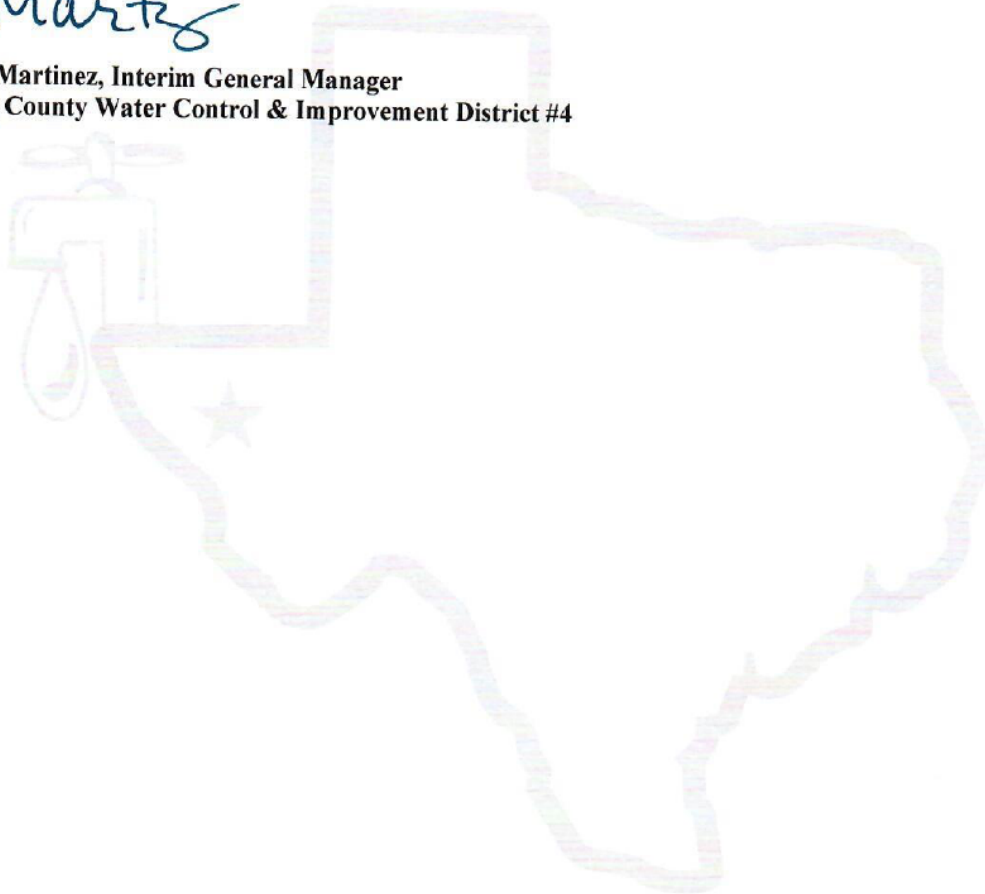 Martinez, Interim General Manager
County Water Control & Improvement District #4